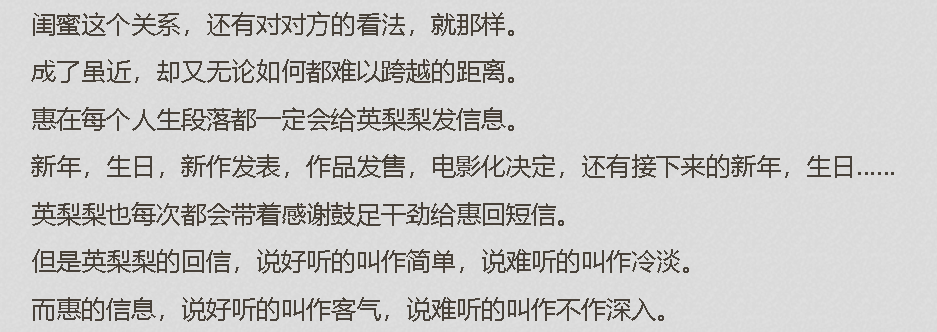 闺蜜这个关系，还有对对方的看法，就那样。
成了虽近，却又无论如何都难以跨越的距离。
惠在每个人生段落都一定会给英梨梨发信息。
新年，生日，新作发表，作品发售，电影化决定，还有接下来的新年，生日……
英梨梨也每次都会带着感谢鼓足干劲给惠回短信。
但是英梨梨的回信，说好听的叫作简单，说难听的叫作冷淡。
而惠的信息，说好听的叫作客气，说难听的叫作不作深入。